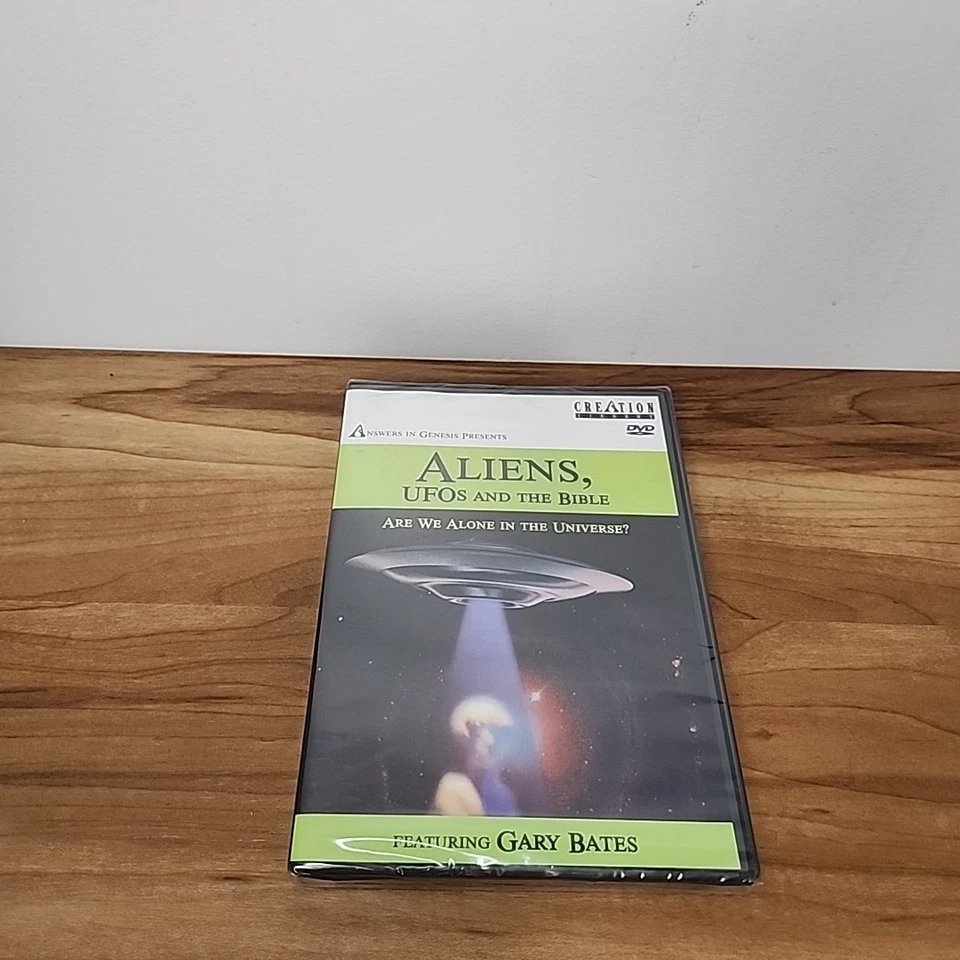 CREATION
LIBRARY
DVD
ANSWERS IN GENESIS PRESENTS
ALIENS,
UFOS AND THE BIBLE
ARE WE ALONE IN THE UNIVERSE?
FEATURING GARY BATES